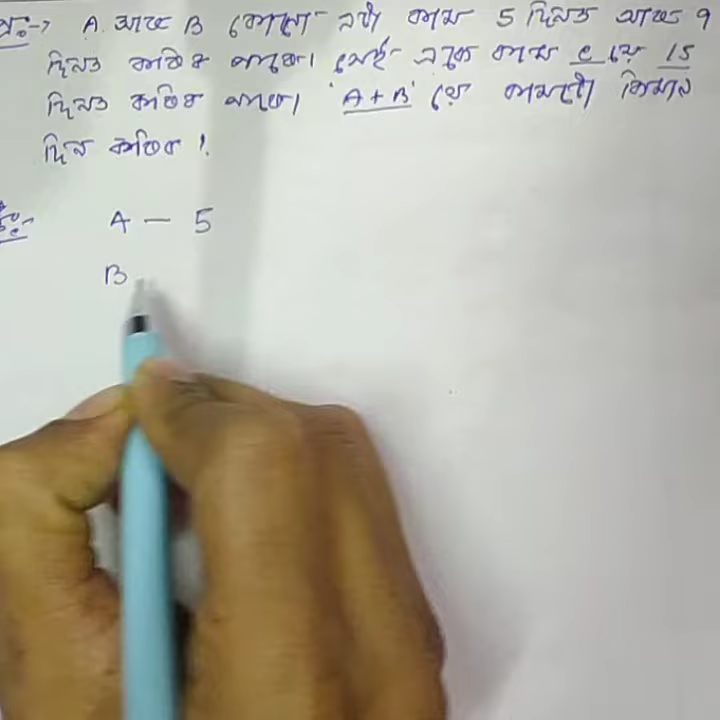 প্ৰঃ→ A আৰু B কোনো এটা কাম 5 দিনত আৰু 9
দিনত কৰিব পাৰে। সেই একে কাম C য়ে 15
দিনত কৰিব পাৰে। 'A+B' য়ে কামটো কিমান
দিন কৰিব ?
উঃ- A — 5
B